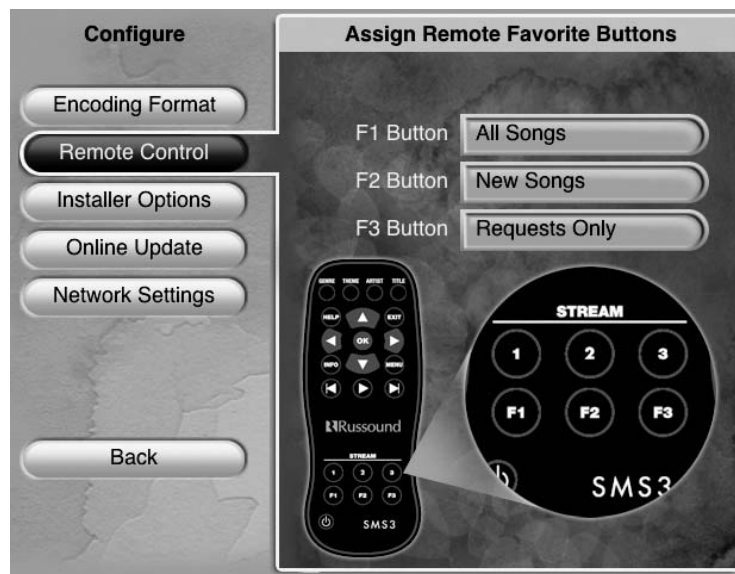 Configure
Encoding Format
Remote Control
Installer Options
Online Update
Network Settings
Back
Assign Remote Favorite Buttons
F1 Button All Songs
F2 Button New Songs
F3 Button Requests Only
GENRE THEME ARTIST TITLE
HELP EXIT
OK
INFO MENU
Russound
STREAM
1 2 3
F1 F2 F3
SMS3
STREAM
1 2 3
F1 F2 F3
SMS3